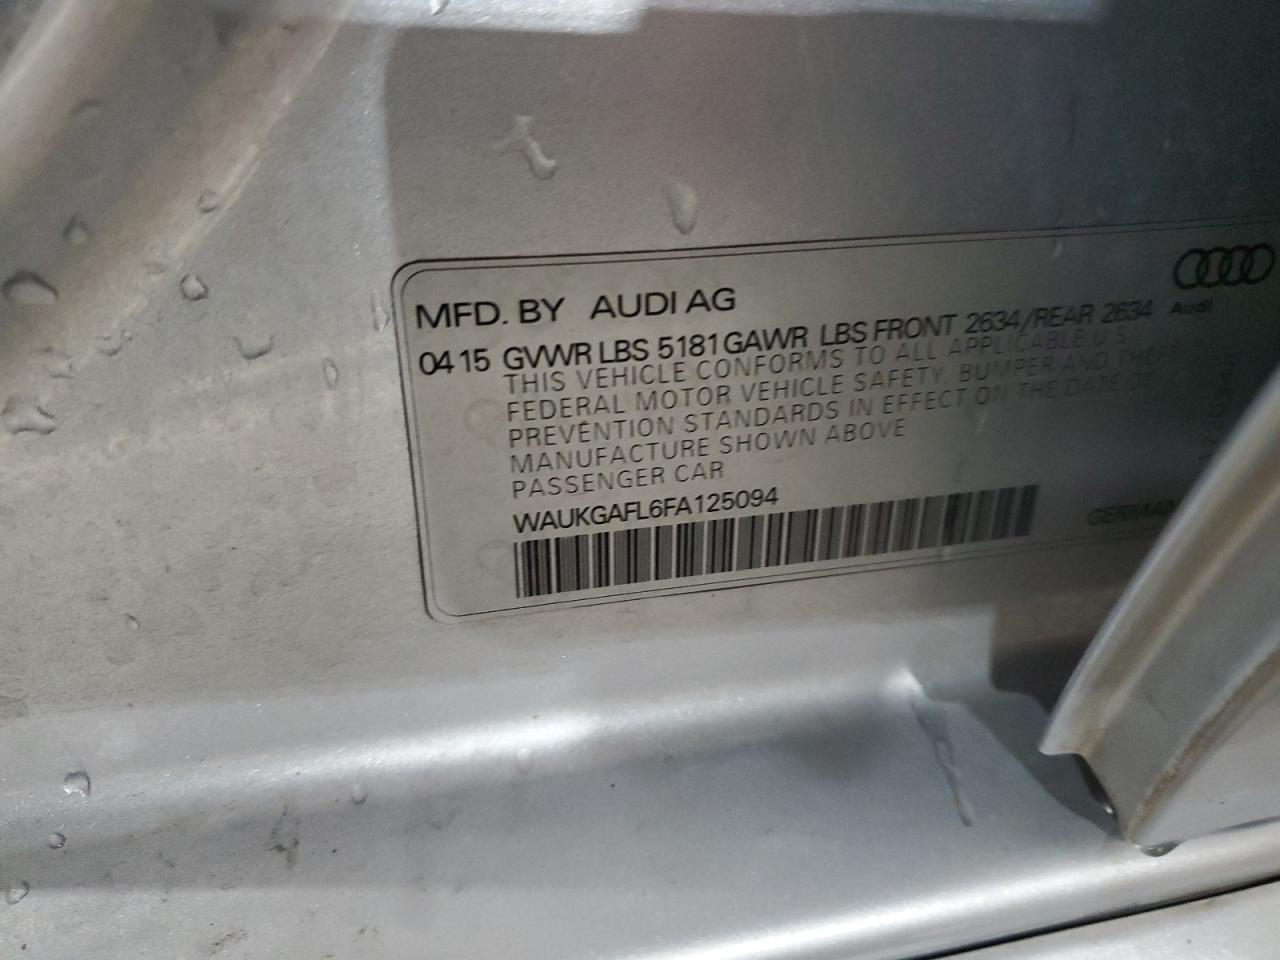 MFD. BY AUDI AG
Audi
04 15 GVWR LBS 5181 GAWR LBS FRONT 2634/REAR 2634
THIS VEHICLE CONFORMS TO ALL APPLICABLE U.S.
FEDERAL MOTOR VEHICLE SAFETY, BUMPER AND THEFT
PREVENTION STANDARDS IN EFFECT ON THE DATE OF
MANUFACTURE SHOWN ABOVE
PASSENGER CAR
WAUKGAFL6FA125094